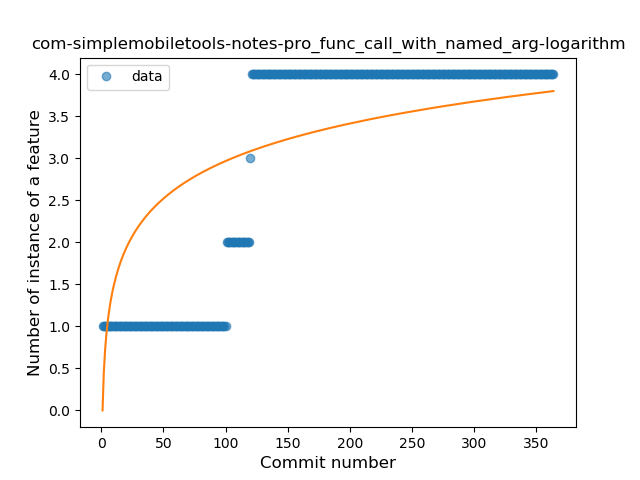 com-simplemobiletools-notes-pro_func_call_with_named_arg-logarithm
data
Number of instance of a feature
4.0
3.5
3.0
2.5
2.0
1.5
1.0
0.5
0.0
0 50 100 150 200 250 300 350
Commit number